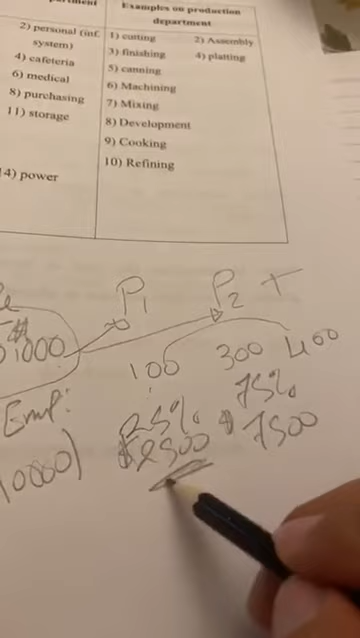 Examples on production
department
2) personal (inf. 1) cutting 2) Assembly
system) 3) finishing 4) platting
4) cafeteria 5) canning
6) medical 6) Machining
8) purchasing 7) Mixing
11) storage 8) Development
9) Cooking
14) power 10) Refining
P1 P2 T
1000
100 300 400
Emp: 25% 75%
$2500 $7500